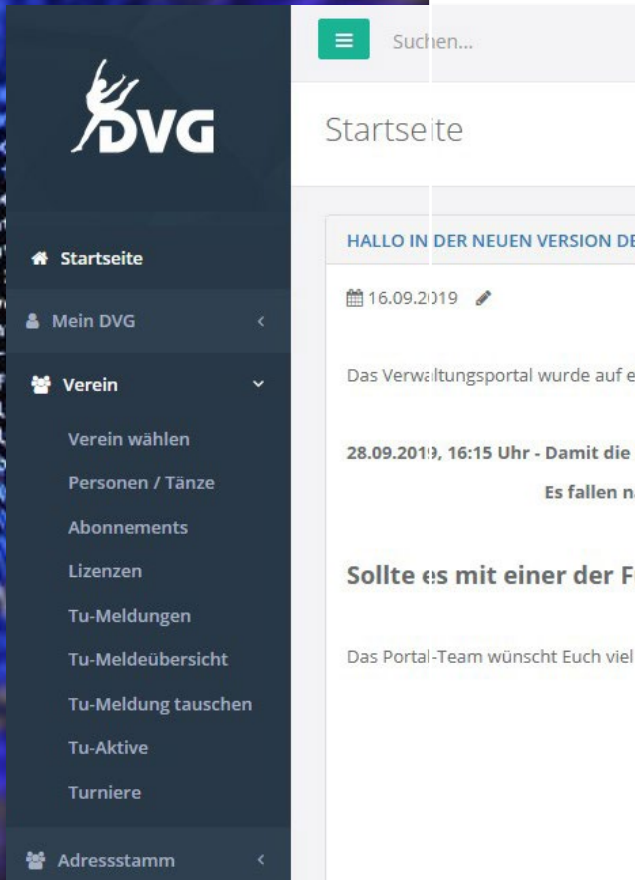 DVG
Startseite
Mein DVG
Verein
Verein wählen
Personen / Tänze
Abonnements
Lizenzen
Tu-Meldungen
Tu-Meldeübersicht
Tu-Meldung tauschen
Tu-Aktive
Turniere
Adressstamm
Suchen...
Startseite
HALLO IN DER NEUEN VERSION DE
16.09.2019
Das Verwaltungsportal wurde auf e
28.09.2019, 16:15 Uhr - Damit die
Es fallen n
Sollte es mit einer der F
Das Portal-Team wünscht Euch viel